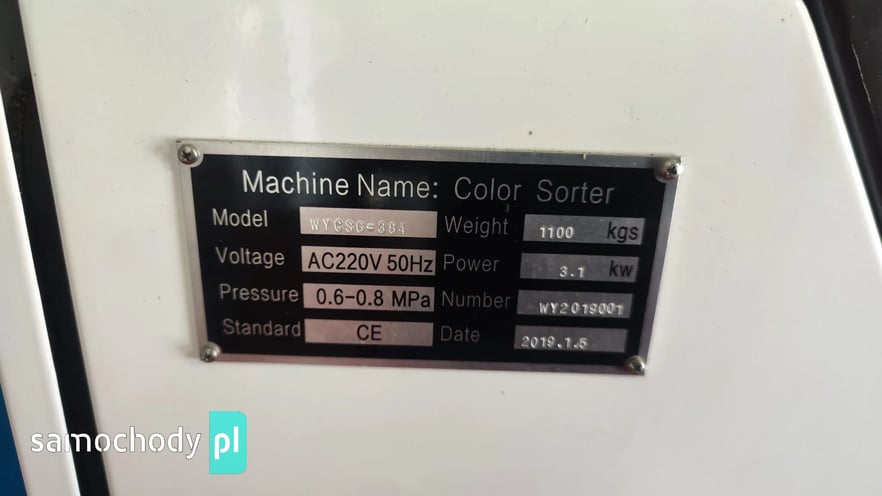 Machine Name: Color Sorter
Model WYCSG-384 Weight 1100 kgs
Voltage AC220V 50Hz Power 3.1 kw
Pressure 0.6-0.8 MPa Number WY2019001
Standard CE Date 2019.1.5
samochody pl